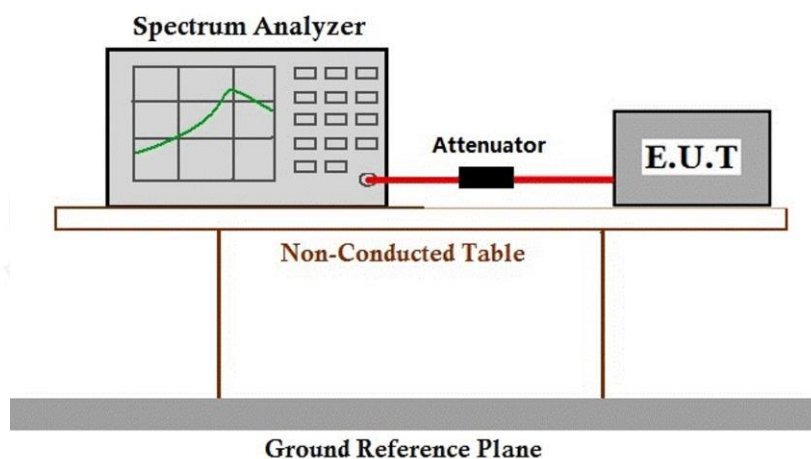 Spectrum Analyzer
Attenuator
E.U.T
Non-Conducted Table
Ground Reference Plane